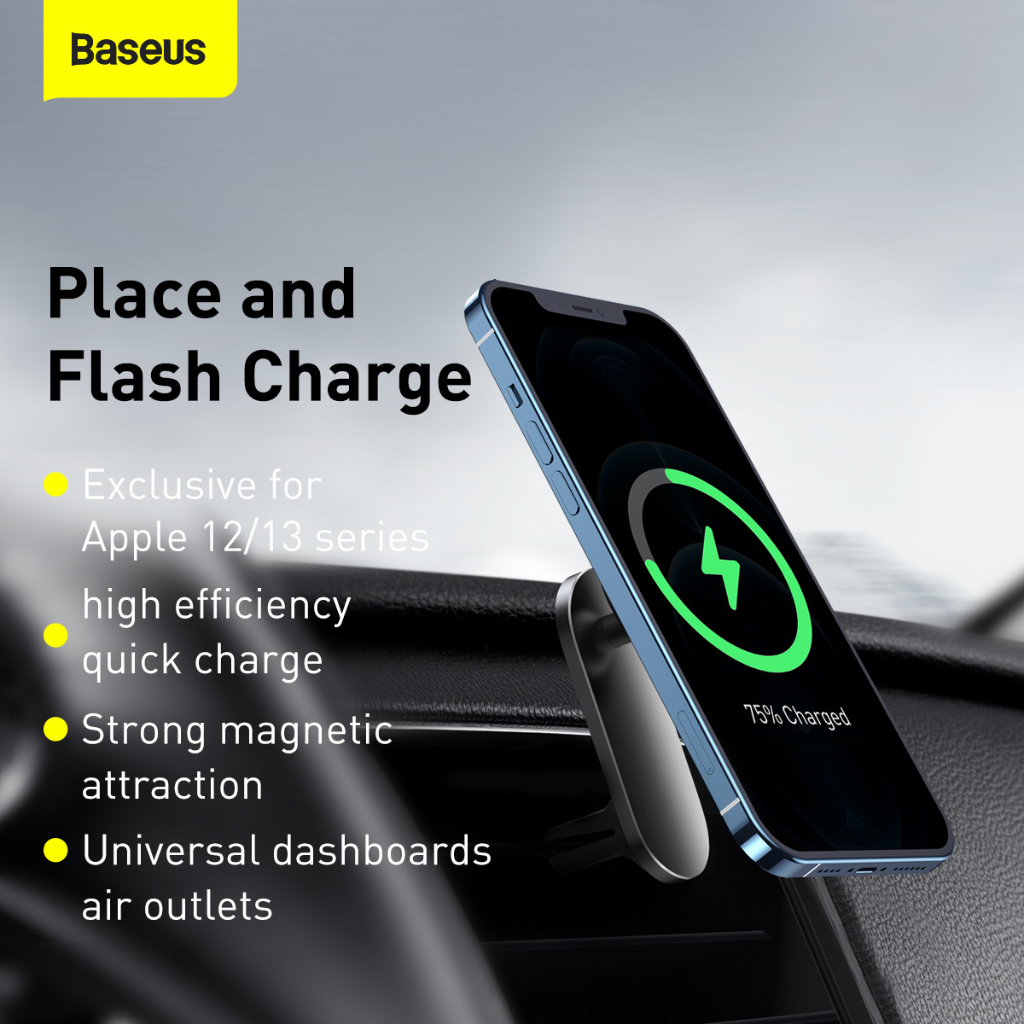 Baseus
Place and
Flash Charge
Exclusive for
Apple 12/13 series
high efficiency
quick charge
Strong magnetic
attraction
Universal dashboards
air outlets
75% Charged